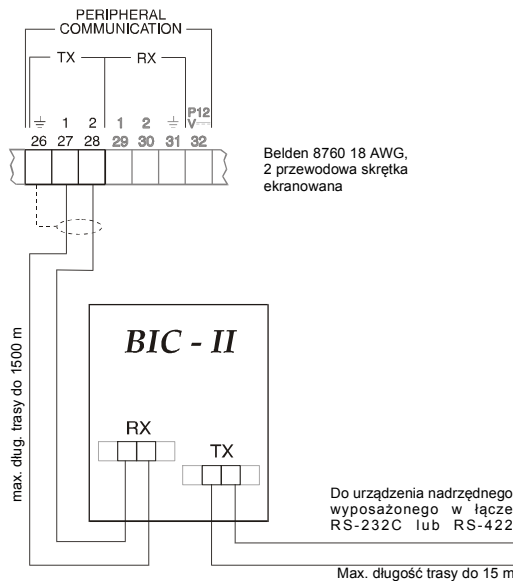 PERIPHERAL
COMMUNICATION
TX RX
⏚ 1 2 1 2 ⏚ P12
V⎓
26 27 28 29 30 31 32
Belden 8760 18 AWG,
2 przewodowa skrętka
ekranowana
max. dług. trasy do 1500 m
BIC - II
RX
TX
Do urządzenia nadrzędnego
wyposażonego w łącze
RS-232C lub RS-422
Max. długość trasy do 15 m